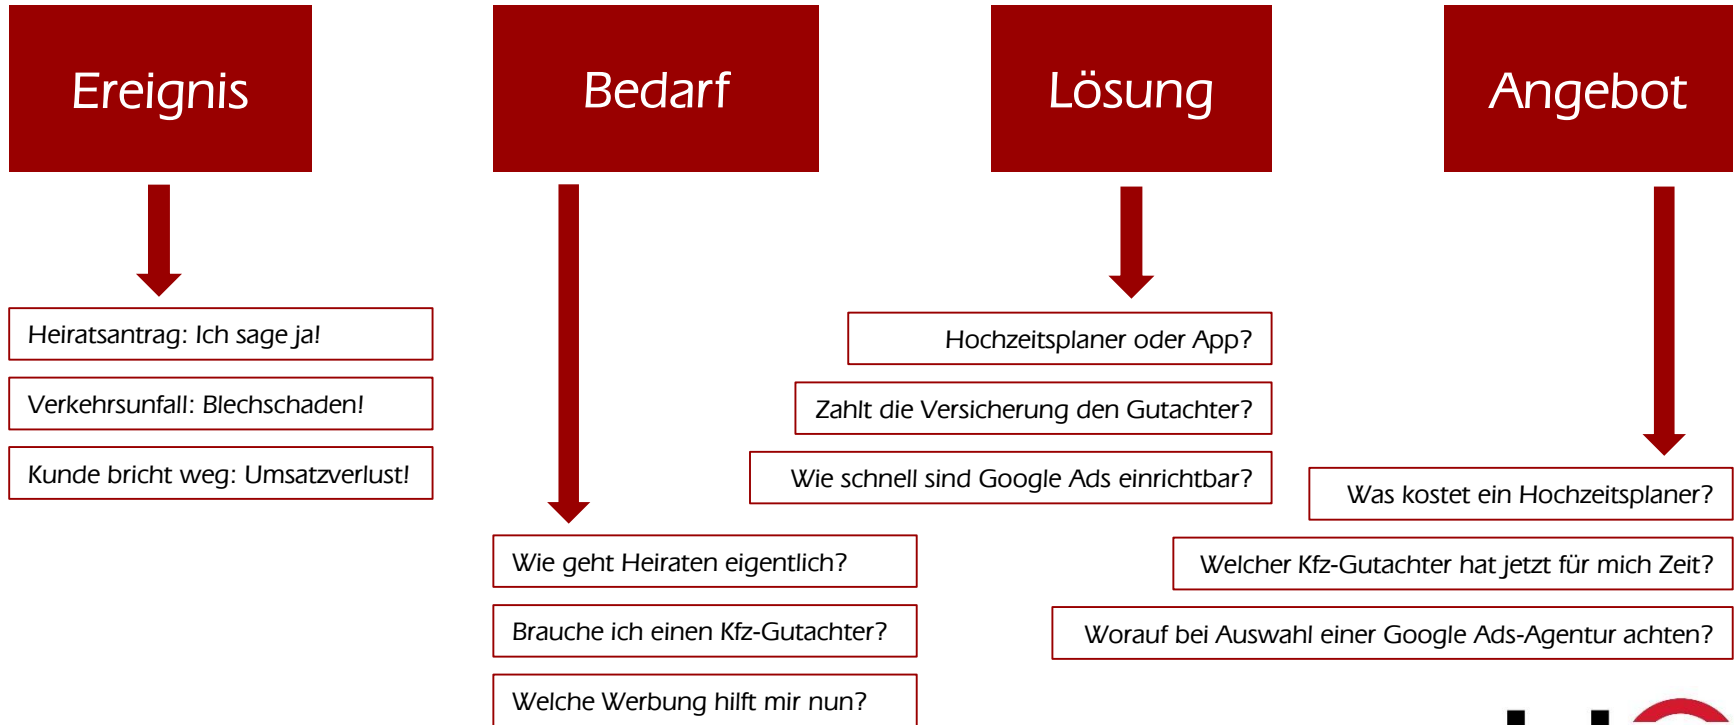 Ereignis
Bedarf
Lösung
Angebot
Heiratsantrag: Ich sage ja!
Verkehrsunfall: Blechschaden!
Kunde bricht weg: Umsatzverlust!
Wie geht Heiraten eigentlich?
Brauche ich einen Kfz-Gutachter?
Welche Werbung hilft mir nun?
Hochzeitsplaner oder App?
Zahlt die Versicherung den Gutachter?
Wie schnell sind Google Ads einrichtbar?
Was kostet ein Hochzeitsplaner?
Welcher Kfz-Gutachter hat jetzt für mich Zeit?
Worauf bei Auswahl einer Google Ads-Agentur achten?